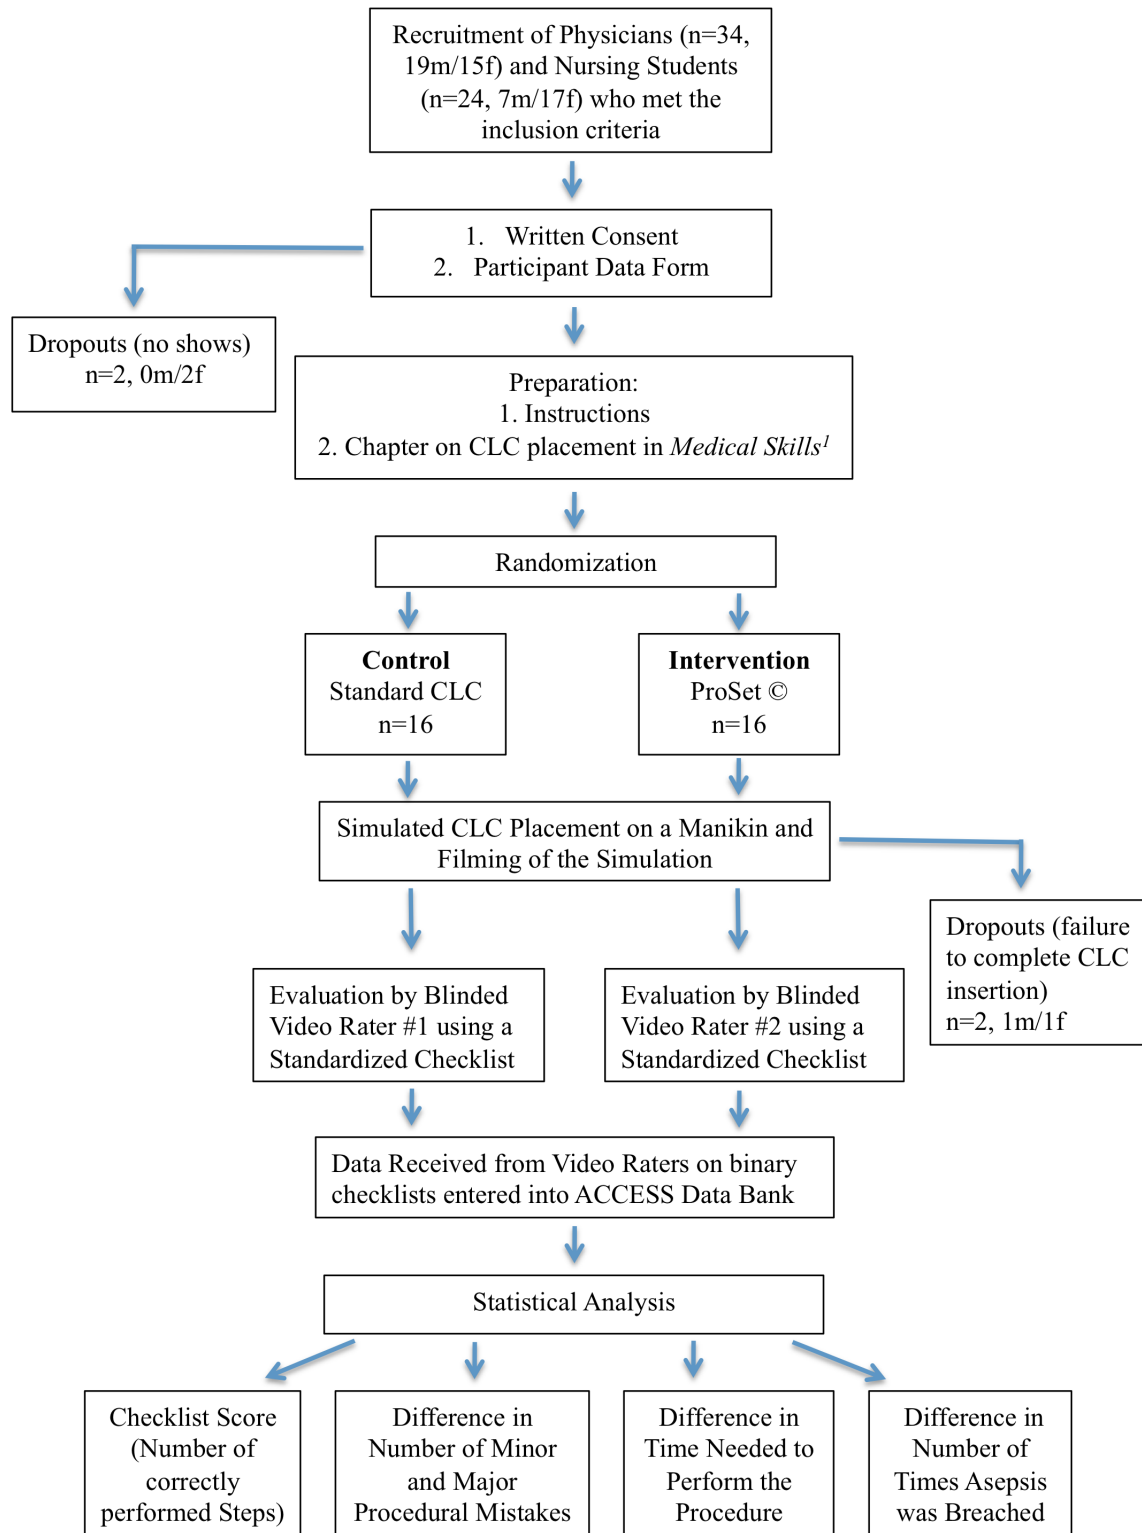 Recruitment of Physicians (n=34,
19m/15f) and Nursing Students
(n=24, 7m/17f) who met the
inclusion criteria
1. Written Consent
2. Participant Data Form
Dropouts (no shows)
n=2, 0m/2f
Preparation:
1. Instructions
2. Chapter on CLC placement in Medical Skills¹
Randomization
Control
Standard CLC
n=16
Intervention
ProSet ©
n=16
Simulated CLC Placement on a Manikin and
Filming of the Simulation
Dropouts (failure
to complete CLC
insertion)
n=2, 1m/1f
Evaluation by Blinded
Video Rater #1 using a
Standardized Checklist
Evaluation by Blinded
Video Rater #2 using a
Standardized Checklist
Data Received from Video Raters on binary
checklists entered into ACCESS Data Bank
Statistical Analysis
Checklist Score
(Number of
correctly
performed Steps)
Difference in
Number of Minor
and Major
Procedural Mistakes
Difference in
Time Needed to
Perform the
Procedure
Difference in
Number of
Times Asepsis
was Breached